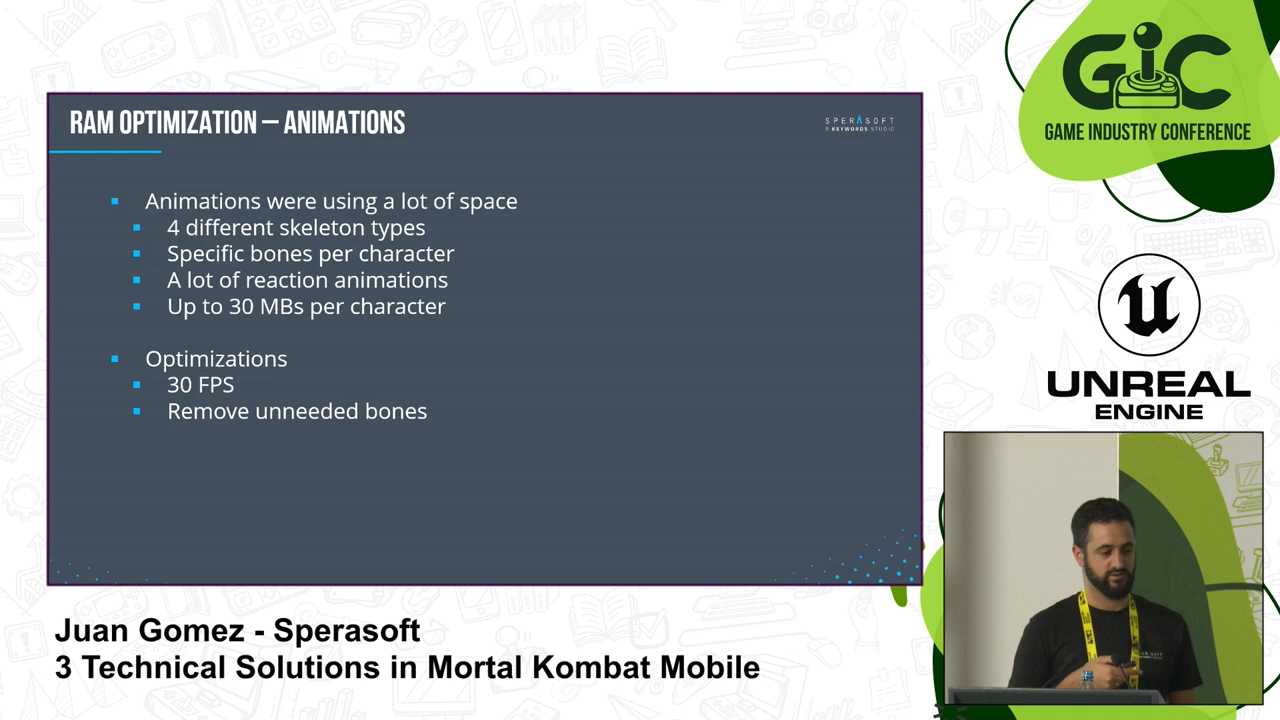 RAM OPTIMIZATION – ANIMATIONS
SPERASOFT
A KEYWORDS STUDIO
Animations were using a lot of space
4 different skeleton types
Specific bones per character
A lot of reaction animations
Up to 30 MBs per character
Optimizations
30 FPS
Remove unneeded bones
GIC
GAME INDUSTRY CONFERENCE
UNREAL
ENGINE
Juan Gomez - Sperasoft
3 Technical Solutions in Mortal Kombat Mobile